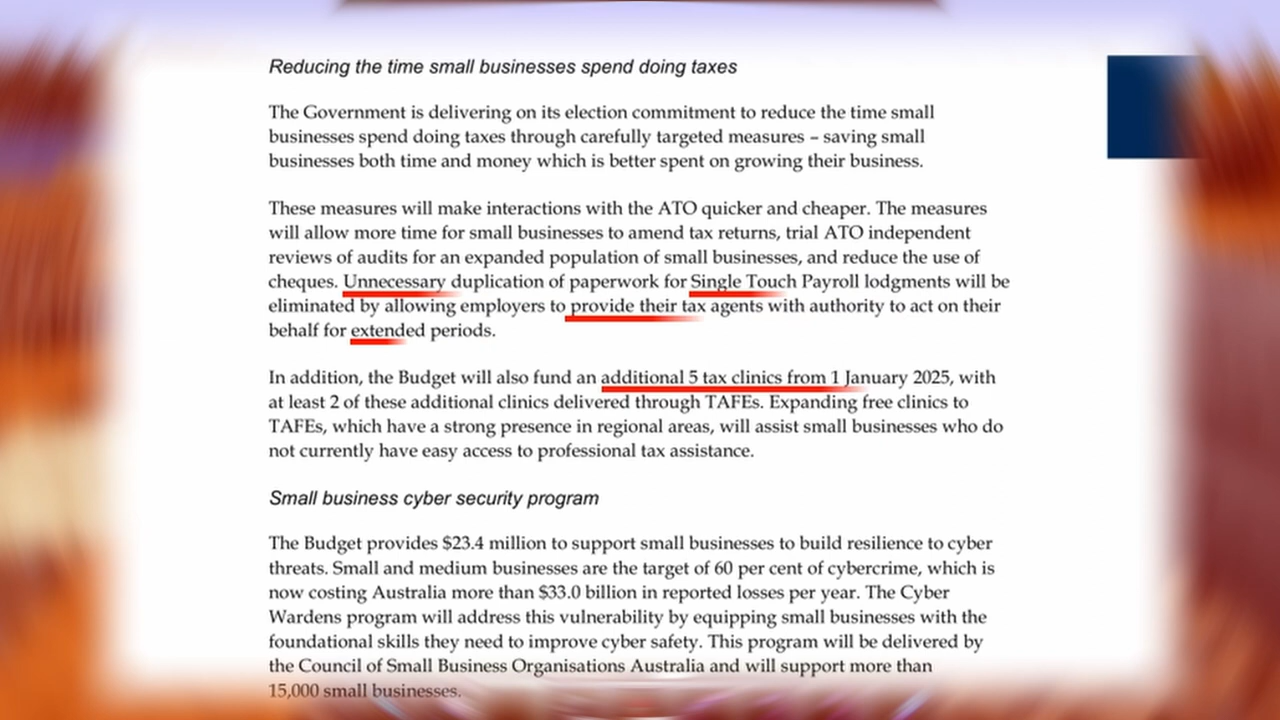 Reducing the time small businesses spend doing taxes
The Government is delivering on its election commitment to reduce the time small
businesses spend doing taxes through carefully targeted measures – saving small
businesses both time and money which is better spent on growing their business.
These measures will make interactions with the ATO quicker and cheaper. The measures
will allow more time for small businesses to amend tax returns, trial ATO independent
reviews of audits for an expanded population of small businesses, and reduce the use of
cheques. Unnecessary duplication of paperwork for Single Touch Payroll lodgments will be
eliminated by allowing employers to provide their tax agents with authority to act on their
behalf for extended periods.
In addition, the Budget will also fund an additional 5 tax clinics from 1 January 2025, with
at least 2 of these additional clinics delivered through TAFEs. Expanding free clinics to
TAFEs, which have a strong presence in regional areas, will assist small businesses who do
not currently have easy access to professional tax assistance.
Small business cyber security program
The Budget provides $23.4 million to support small businesses to build resilience to cyber
threats. Small and medium businesses are the target of 60 per cent of cybercrime, which is
now costing Australia more than $33.0 billion in reported losses per year. The Cyber
Wardens program will address this vulnerability by equipping small businesses with the
foundational skills they need to improve cyber safety. This program will be delivered by
the Council of Small Business Organisations Australia and will support more than
15,000 small businesses.